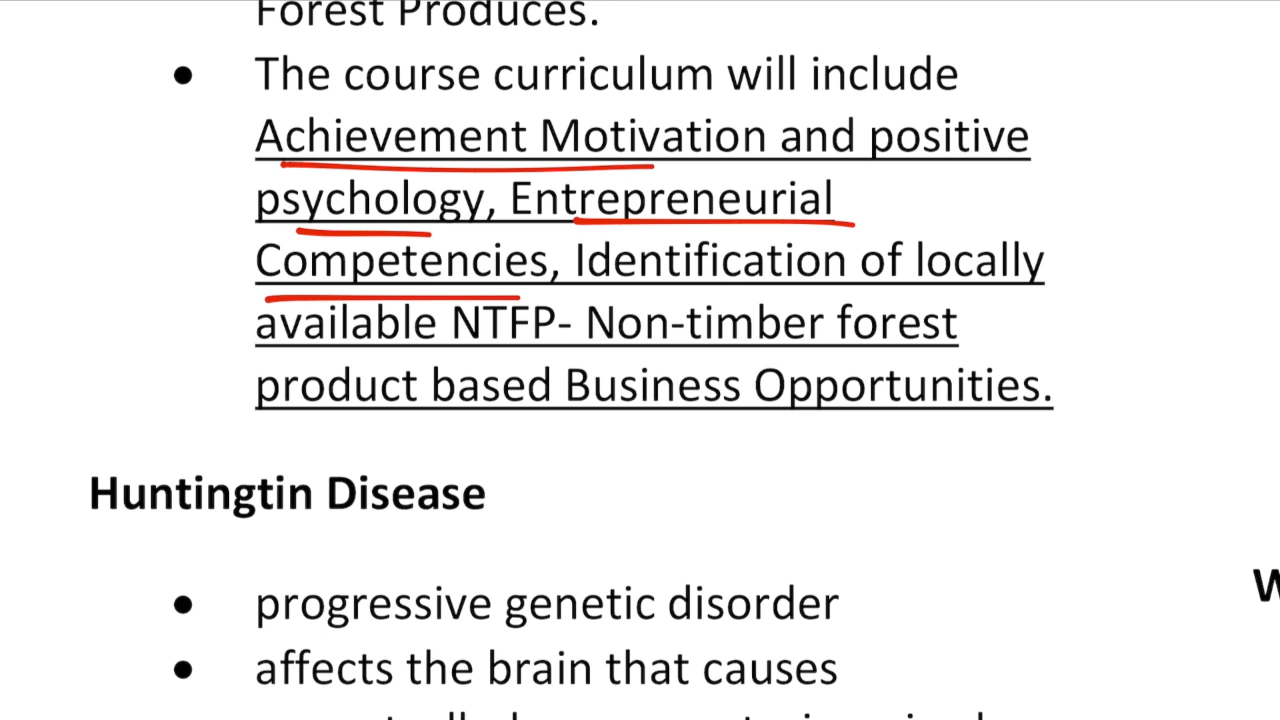 Forest Produces.
• The course curriculum will include
Achievement Motivation and positive
psychology, Entrepreneurial
Competencies, Identification of locally
available NTFP- Non-timber forest
product based Business Opportunities.
Huntingtin Disease
• progressive genetic disorder
• affects the brain that causes